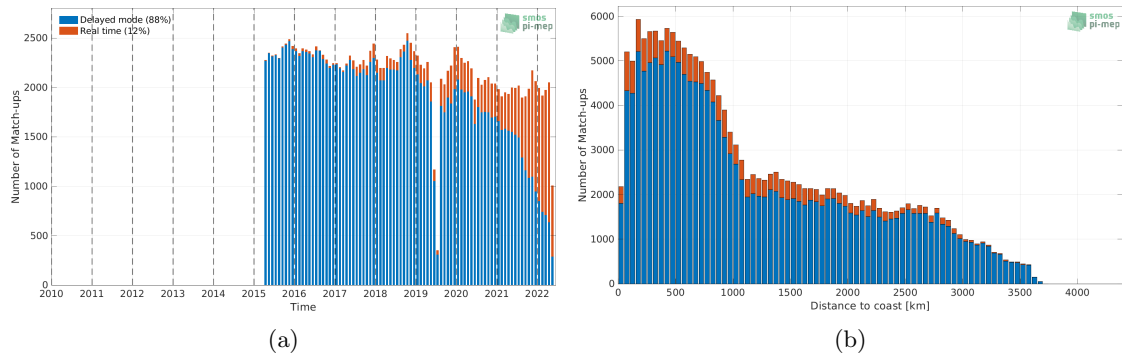 Delayed mode (88%)
Real time (12%)
smos
pi-mep
2500
2000
1500
1000
500
0
Number of Match-ups
2010 2011 2012 2013 2014 2015 2016 2017 2018 2019 2020 2021 2022
Time
(a)
smos
pi-mep
6000
5000
4000
3000
2000
1000
0
Number of Match-ups
0 500 1000 1500 2000 2500 3000 3500 4000
Distance to coast [km]
(b)